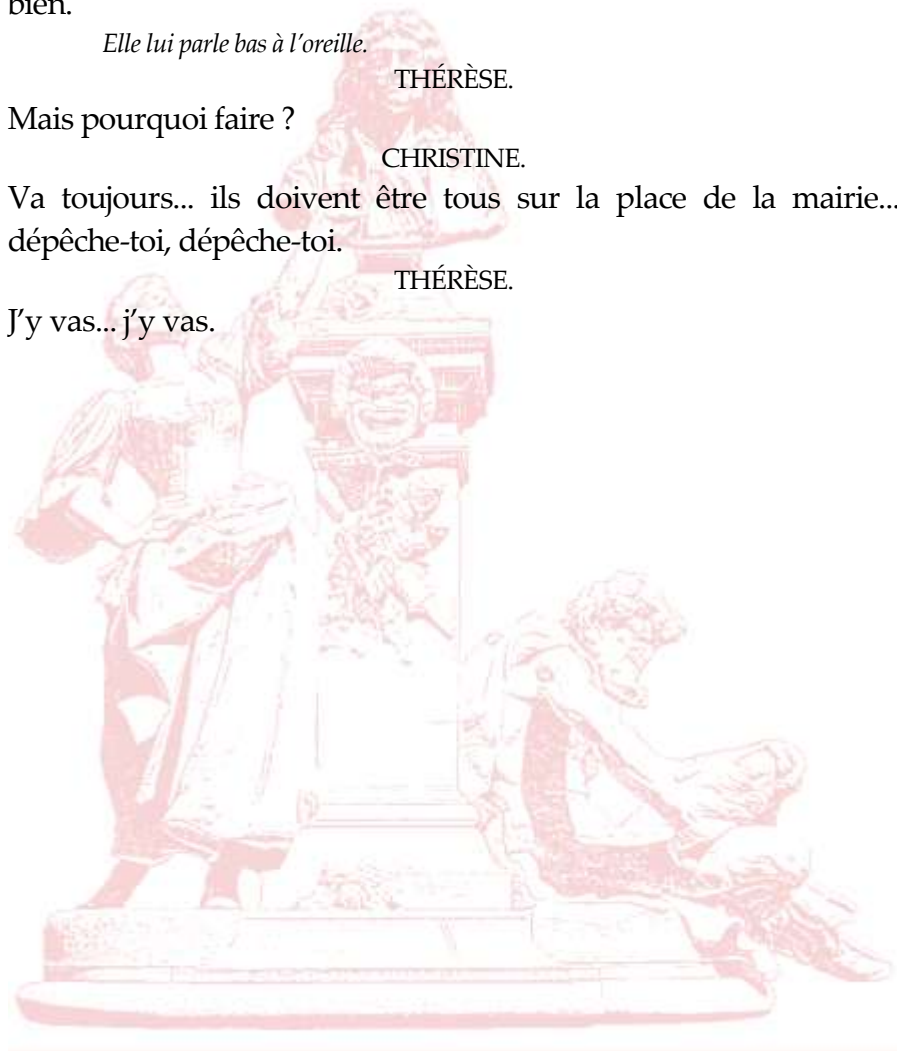 bien.
Elle lui parle bas à l’oreille.
THÉRÈSE.
Mais pourquoi faire ?
CHRISTINE.
Va toujours... ils doivent être tous sur la place de la mairie...
dépêche-toi, dépêche-toi.
THÉRÈSE.
J’y vas... j’y vas.